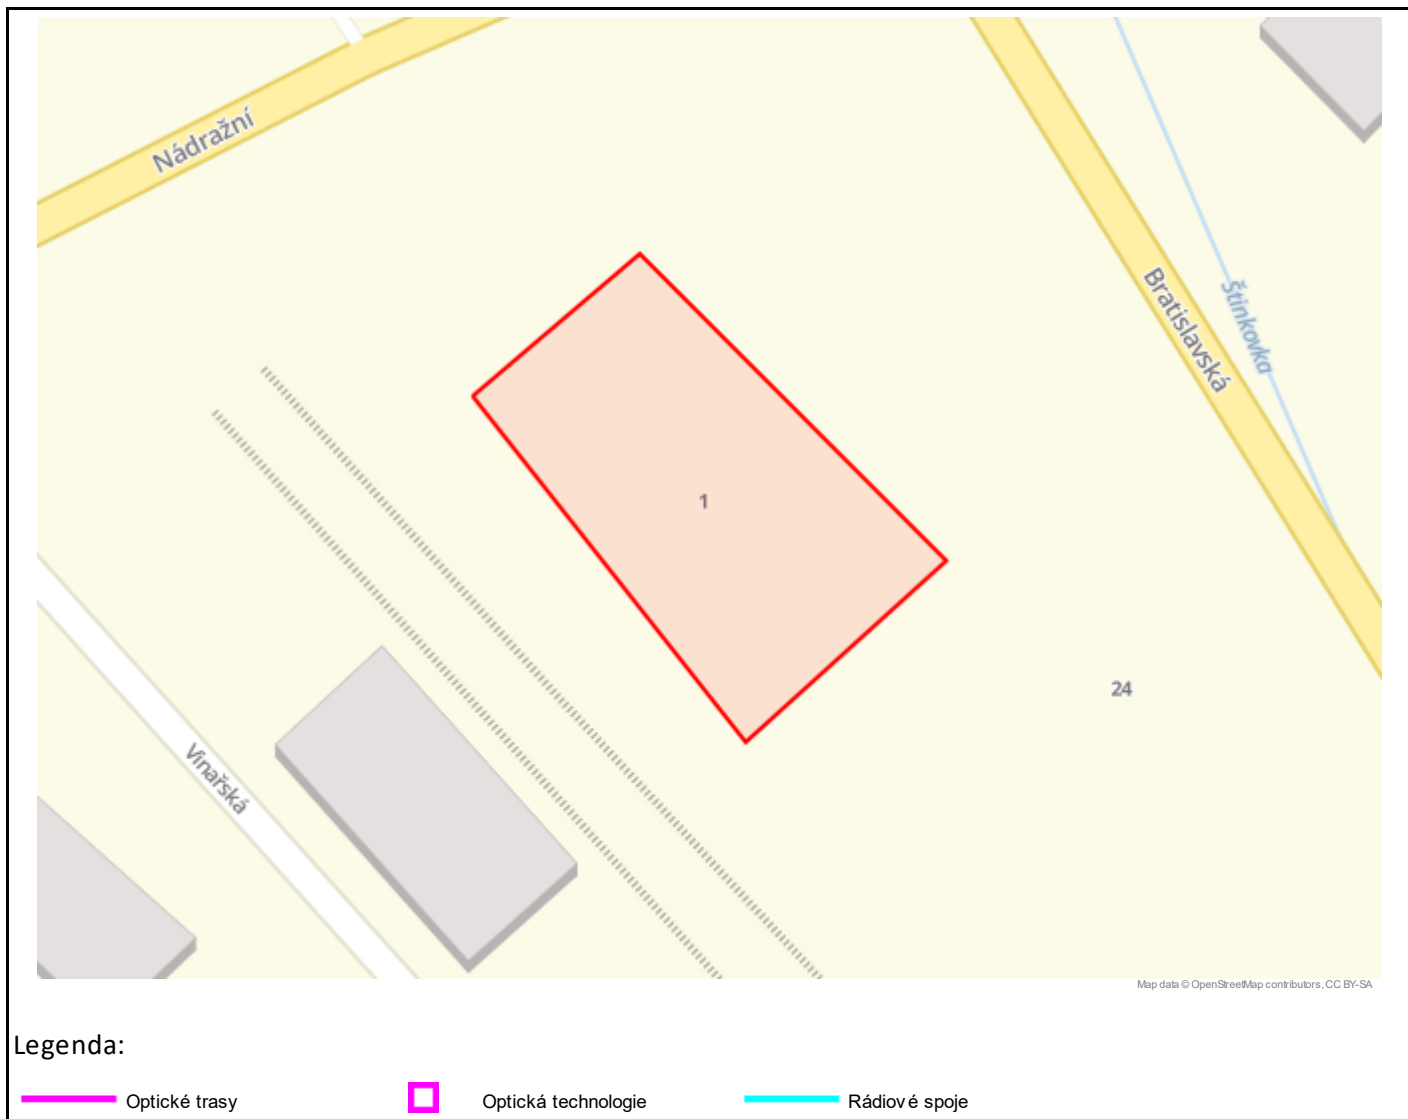 Nádražní
Bratislavská
Štinkovka
1
24
Vinařská
Map data © OpenStreetMap contributors, CC BY-SA
Legenda:
Optické trasy
Optická technologie
Rádiové spoje